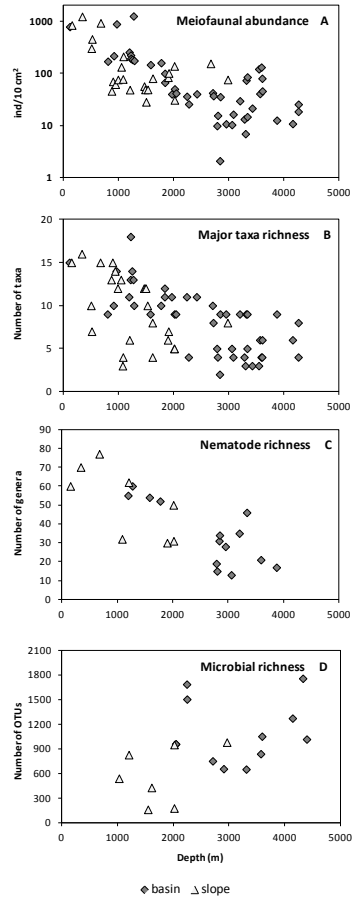 Meiofaunal abundance A
ind/10 cm²
1000
100
10
1
0 1000 2000 3000 4000 5000
Major taxa richness B
Number of taxa
20
15
10
5
0
0 1000 2000 3000 4000 5000
Nematode richness C
Number of genera
90
80
70
60
50
40
30
20
10
0
0 1000 2000 3000 4000 5000
Microbial richness D
Number of OTUs
2100
1800
1500
1200
900
600
300
0
0 1000 2000 3000 4000 5000
Depth (m)
basin slope